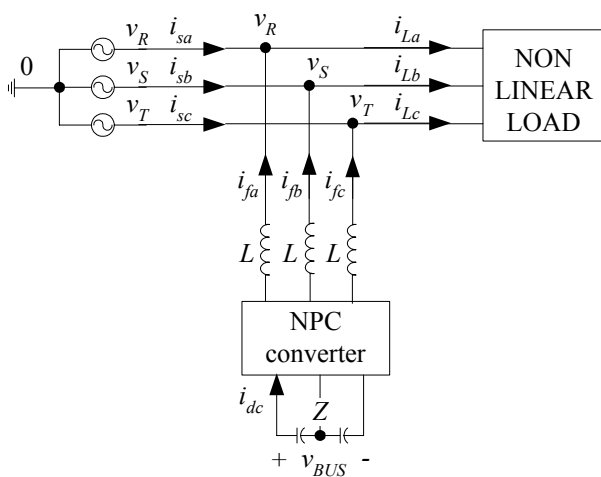 v_R
v_R i_sa i_La
0 v_S i_sb v_S i_Lb
v_T i_sc v_T i_Lc
NON
LINEAR
LOAD
i_fa i_fb i_fc
L L L
NPC
converter
i_dc
Z
+ v_BUS -